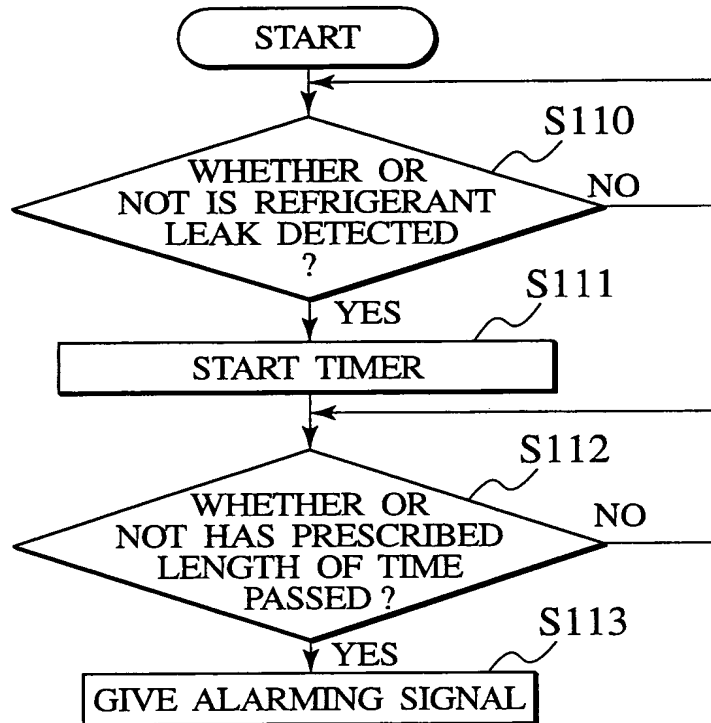 START
S110
WHETHER OR
NOT IS REFRIGERANT
LEAK DETECTED
?
NO
YES
S111
START TIMER
S112
WHETHER OR
NOT HAS PRESCRIBED
LENGTH OF TIME
PASSED ?
NO
YES
S113
GIVE ALARMING SIGNAL